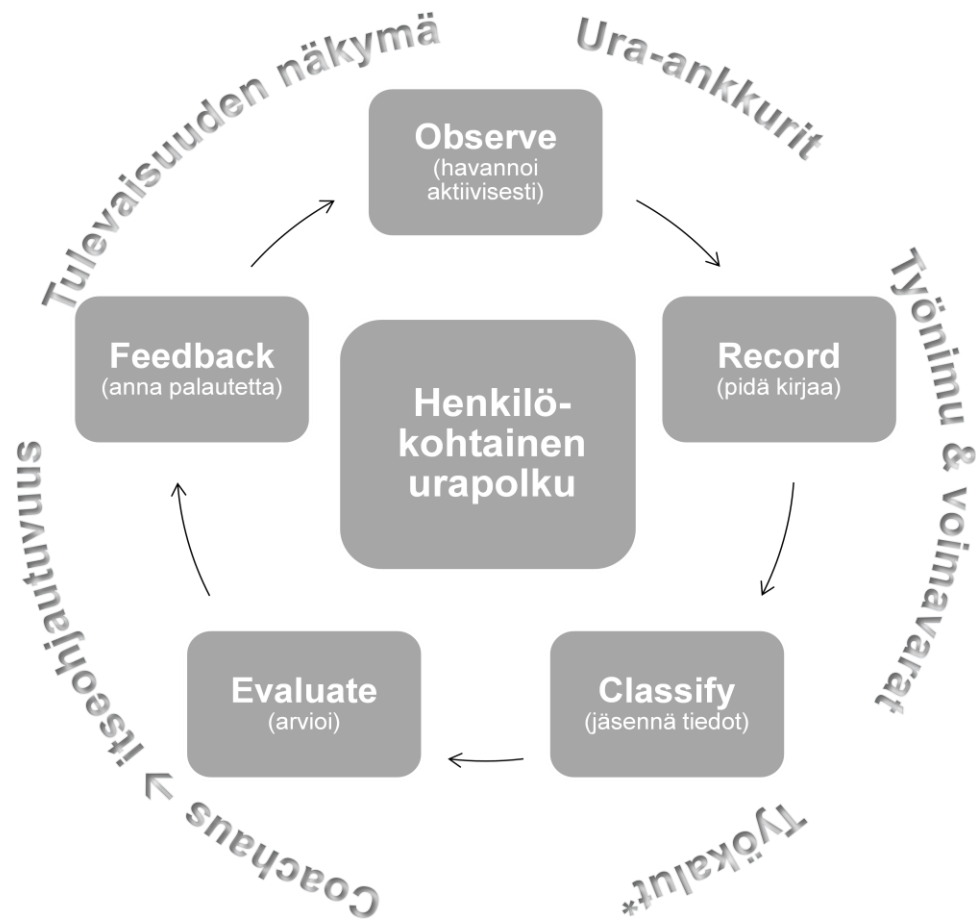 Tulevaisuuden näkymä
Ura-ankkurit
Observe
(havannoi
aktiivisesti)
Feedback
(anna palautetta)
Record
(pidä kirjaa)
Henkilö-
kohtainen
urapolku
Työnimu & voimavarat
Evaluate
(arvioi)
Classify
(jäsennä tiedot)
Coachaus → itseohjautuvuus
Työkalut*